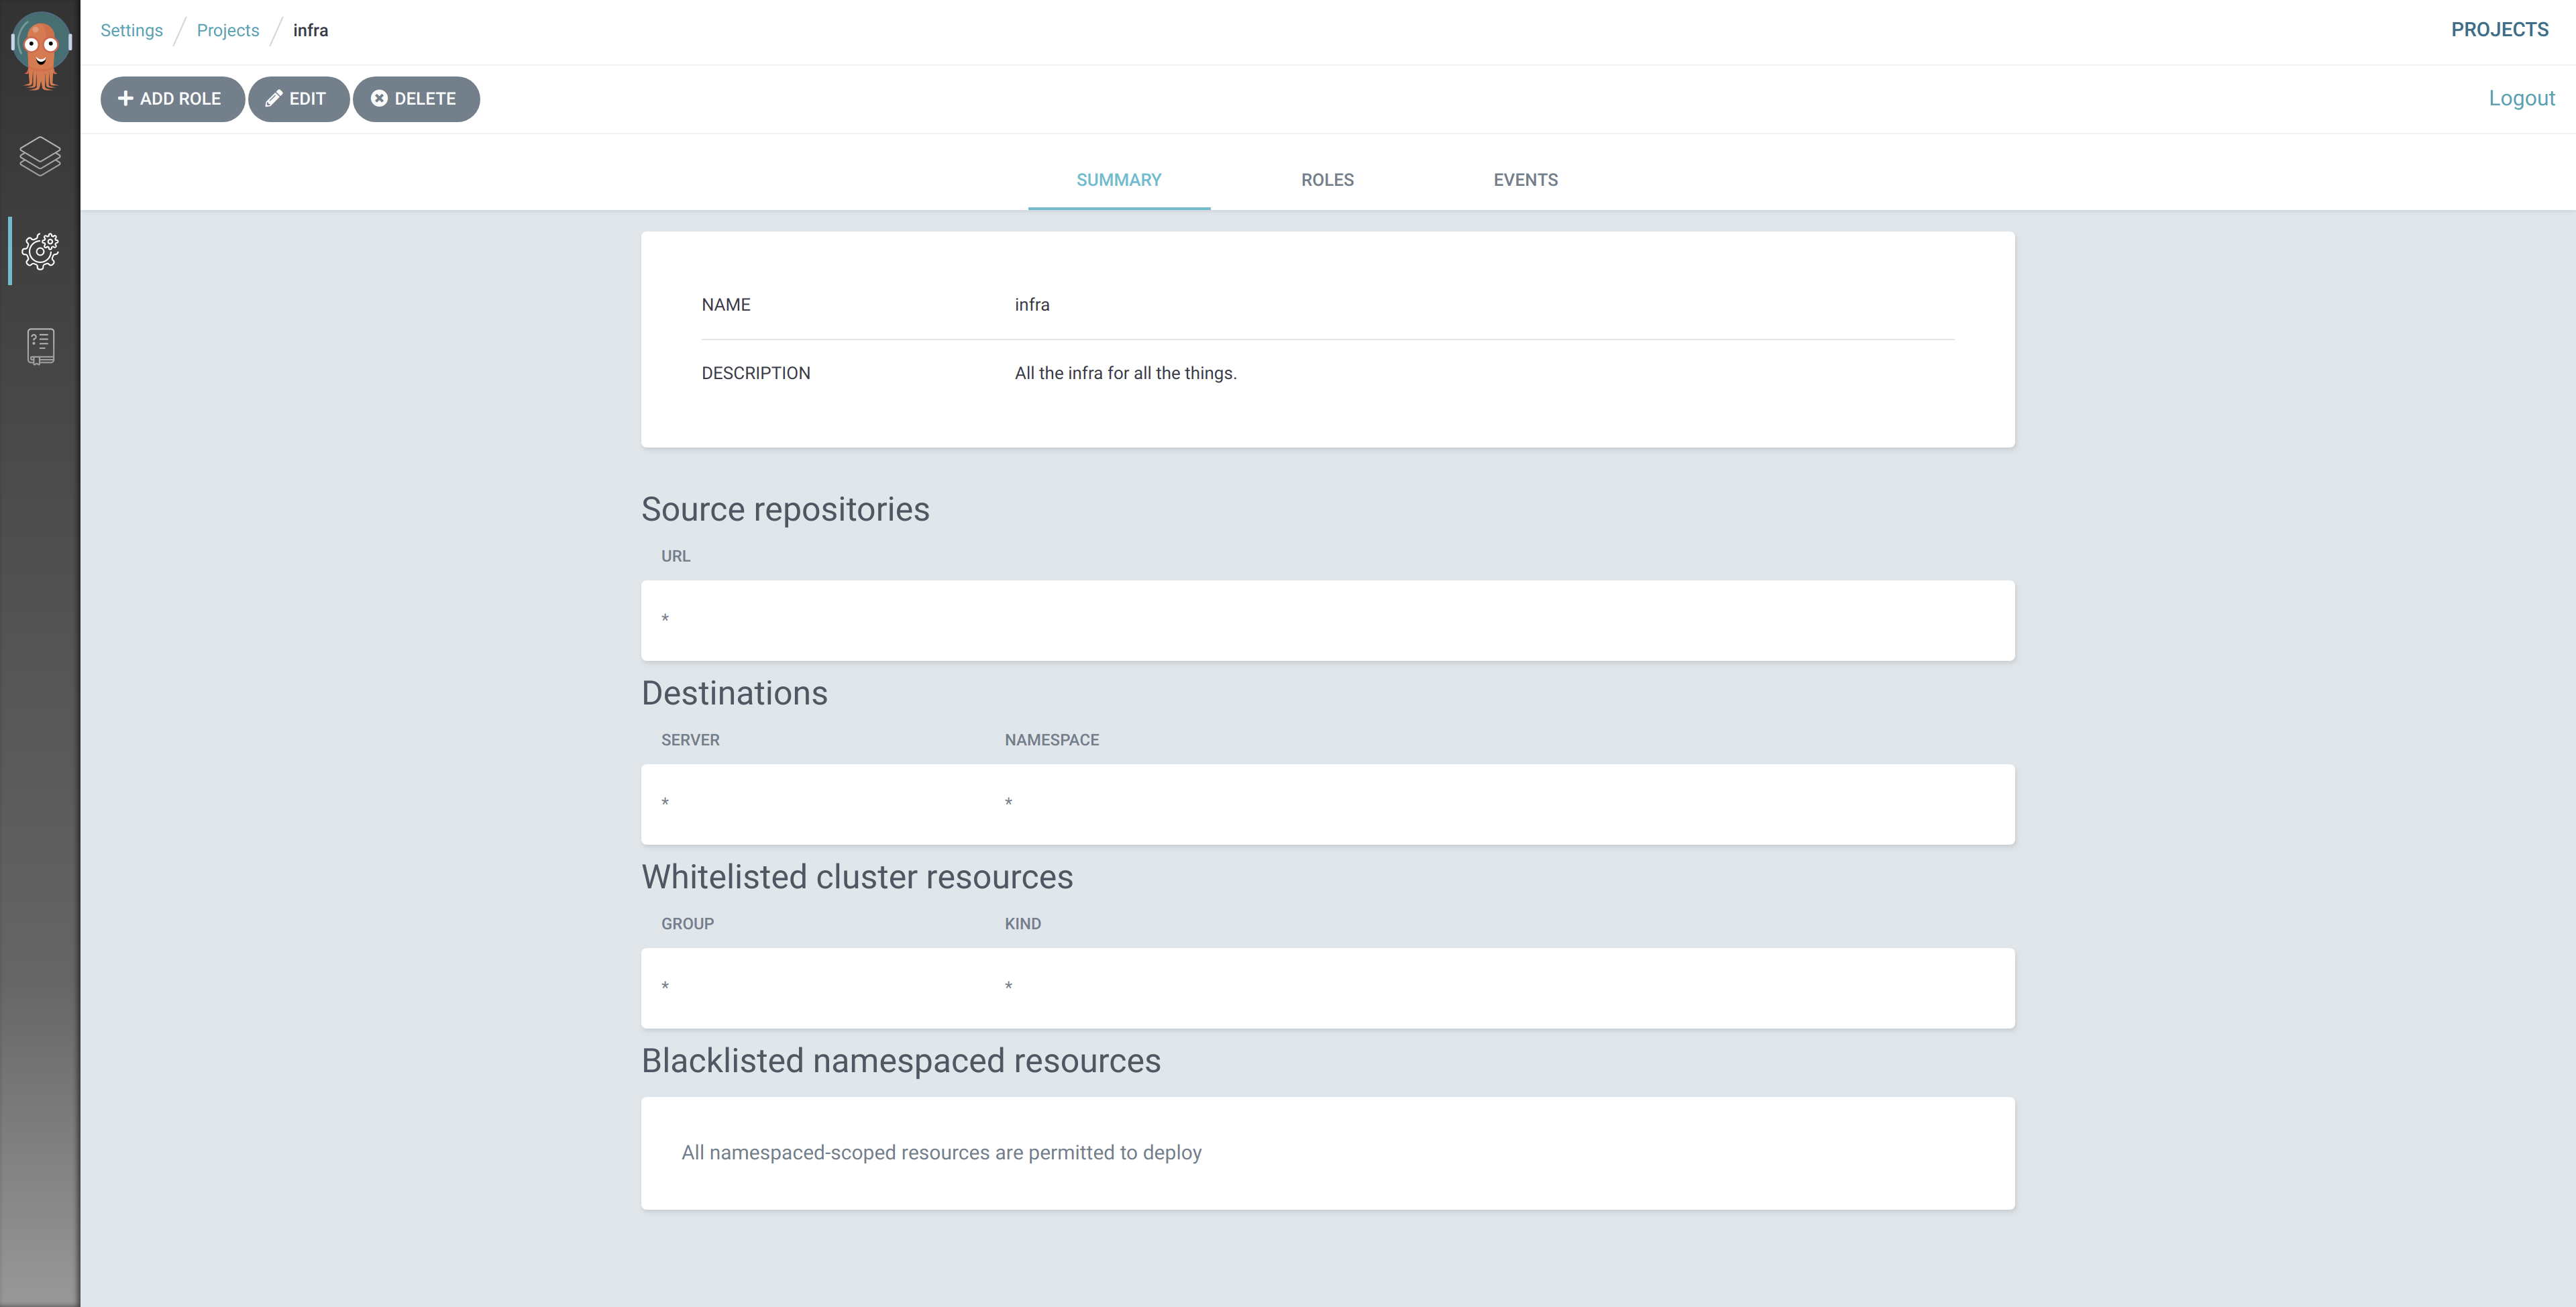 Settings / Projects / infra
PROJECTS
ADD ROLE EDIT DELETE
Logout
SUMMARY ROLES EVENTS
NAME infra
DESCRIPTION All the infra for all the things.
Source repositories
URL
*
Destinations
SERVER NAMESPACE
* *
Whitelisted cluster resources
GROUP KIND
* *
Blacklisted namespaced resources
All namespaced-scoped resources are permitted to deploy